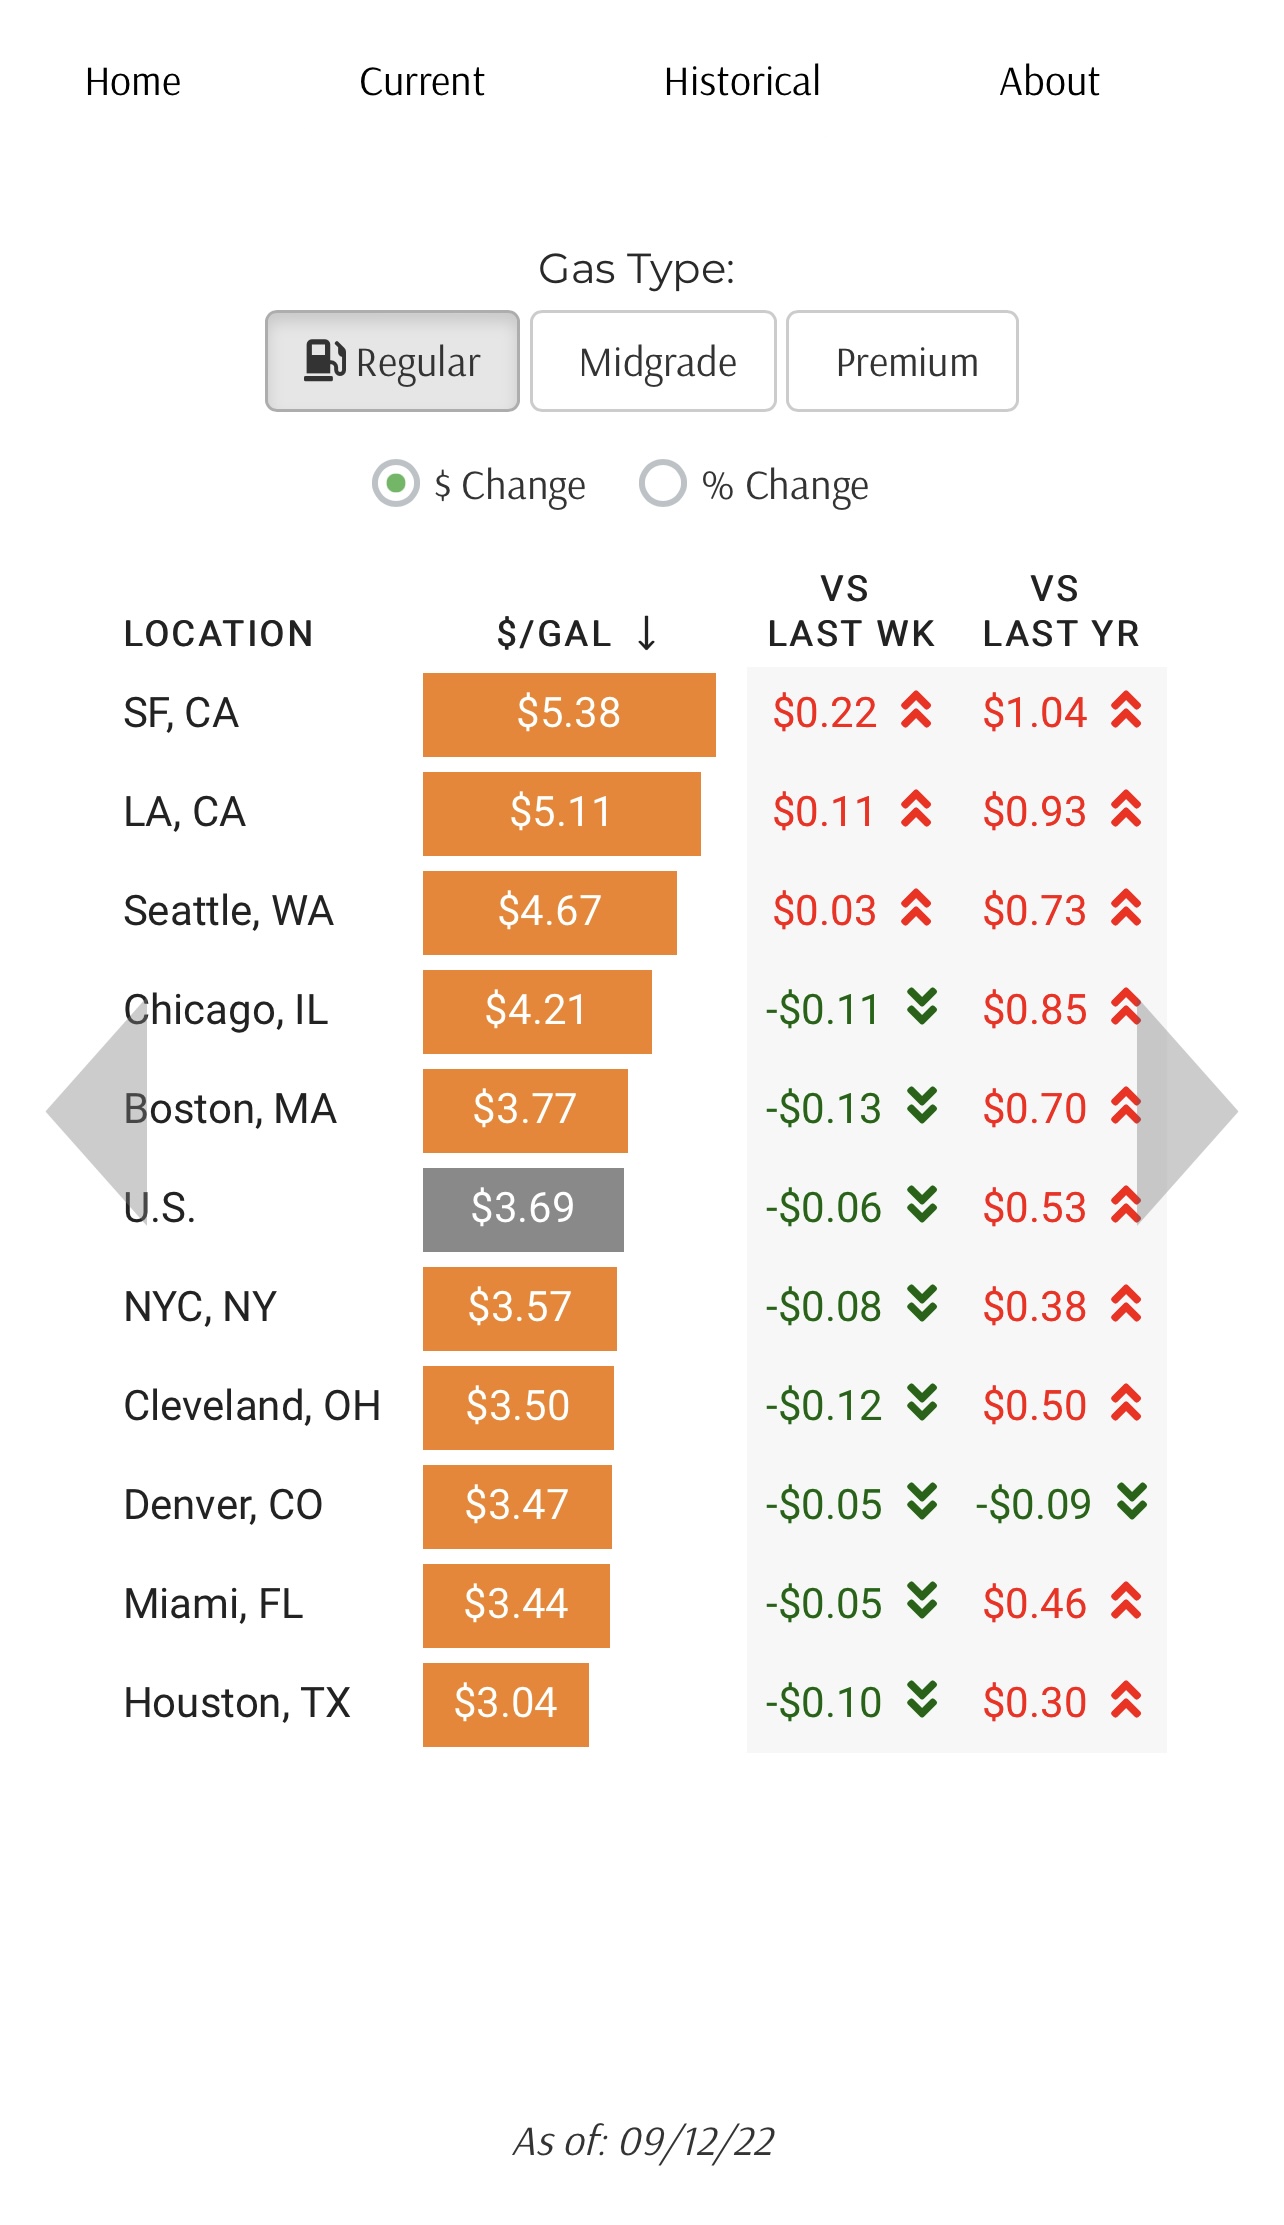 Home Current Historical About
Gas Type:
Regular Midgrade Premium
$ Change % Change
VS VS
LOCATION $/GAL ↓ LAST WK LAST YR
SF, CA $5.38 $0.22 $1.04
LA, CA $5.11 $0.11 $0.93
Seattle, WA $4.67 $0.03 $0.73
Chicago, IL $4.21 -$0.11 $0.85
Boston, MA $3.77 -$0.13 $0.70
U.S. $3.69 -$0.06 $0.53
NYC, NY $3.57 -$0.08 $0.38
Cleveland, OH $3.50 -$0.12 $0.50
Denver, CO $3.47 -$0.05 -$0.09
Miami, FL $3.44 -$0.05 $0.46
Houston, TX $3.04 -$0.10 $0.30
As of: 09/12/22